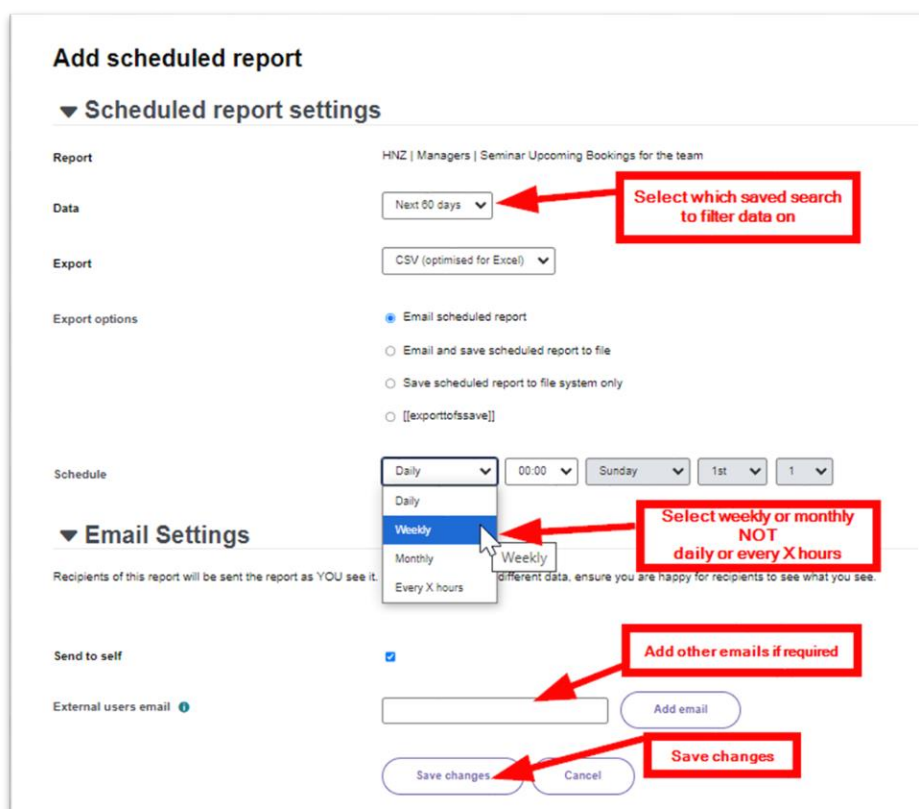 Add scheduled report
Scheduled report settings
Report
HNZ | Managers | Seminar Upcoming Bookings for the team
Data
Next 60 days
Select which saved search
to filter data on
Export
CSV (optimised for Excel)
Export options
Email scheduled report
Email and save scheduled report to file
Save scheduled report to file system only
[[exporttofssave]]
Schedule
Daily
00:00
Sunday
1st
1
Daily
Weekly
Monthly
Every X hours
Weekly
Select weekly or monthly
NOT
daily or every X hours
Email Settings
Recipients of this report will be sent the report as YOU see it. different data, ensure you are happy for recipients to see what you see.
Send to self
Add other emails if required
External users email
Add email
Save changes
Cancel
Save changes